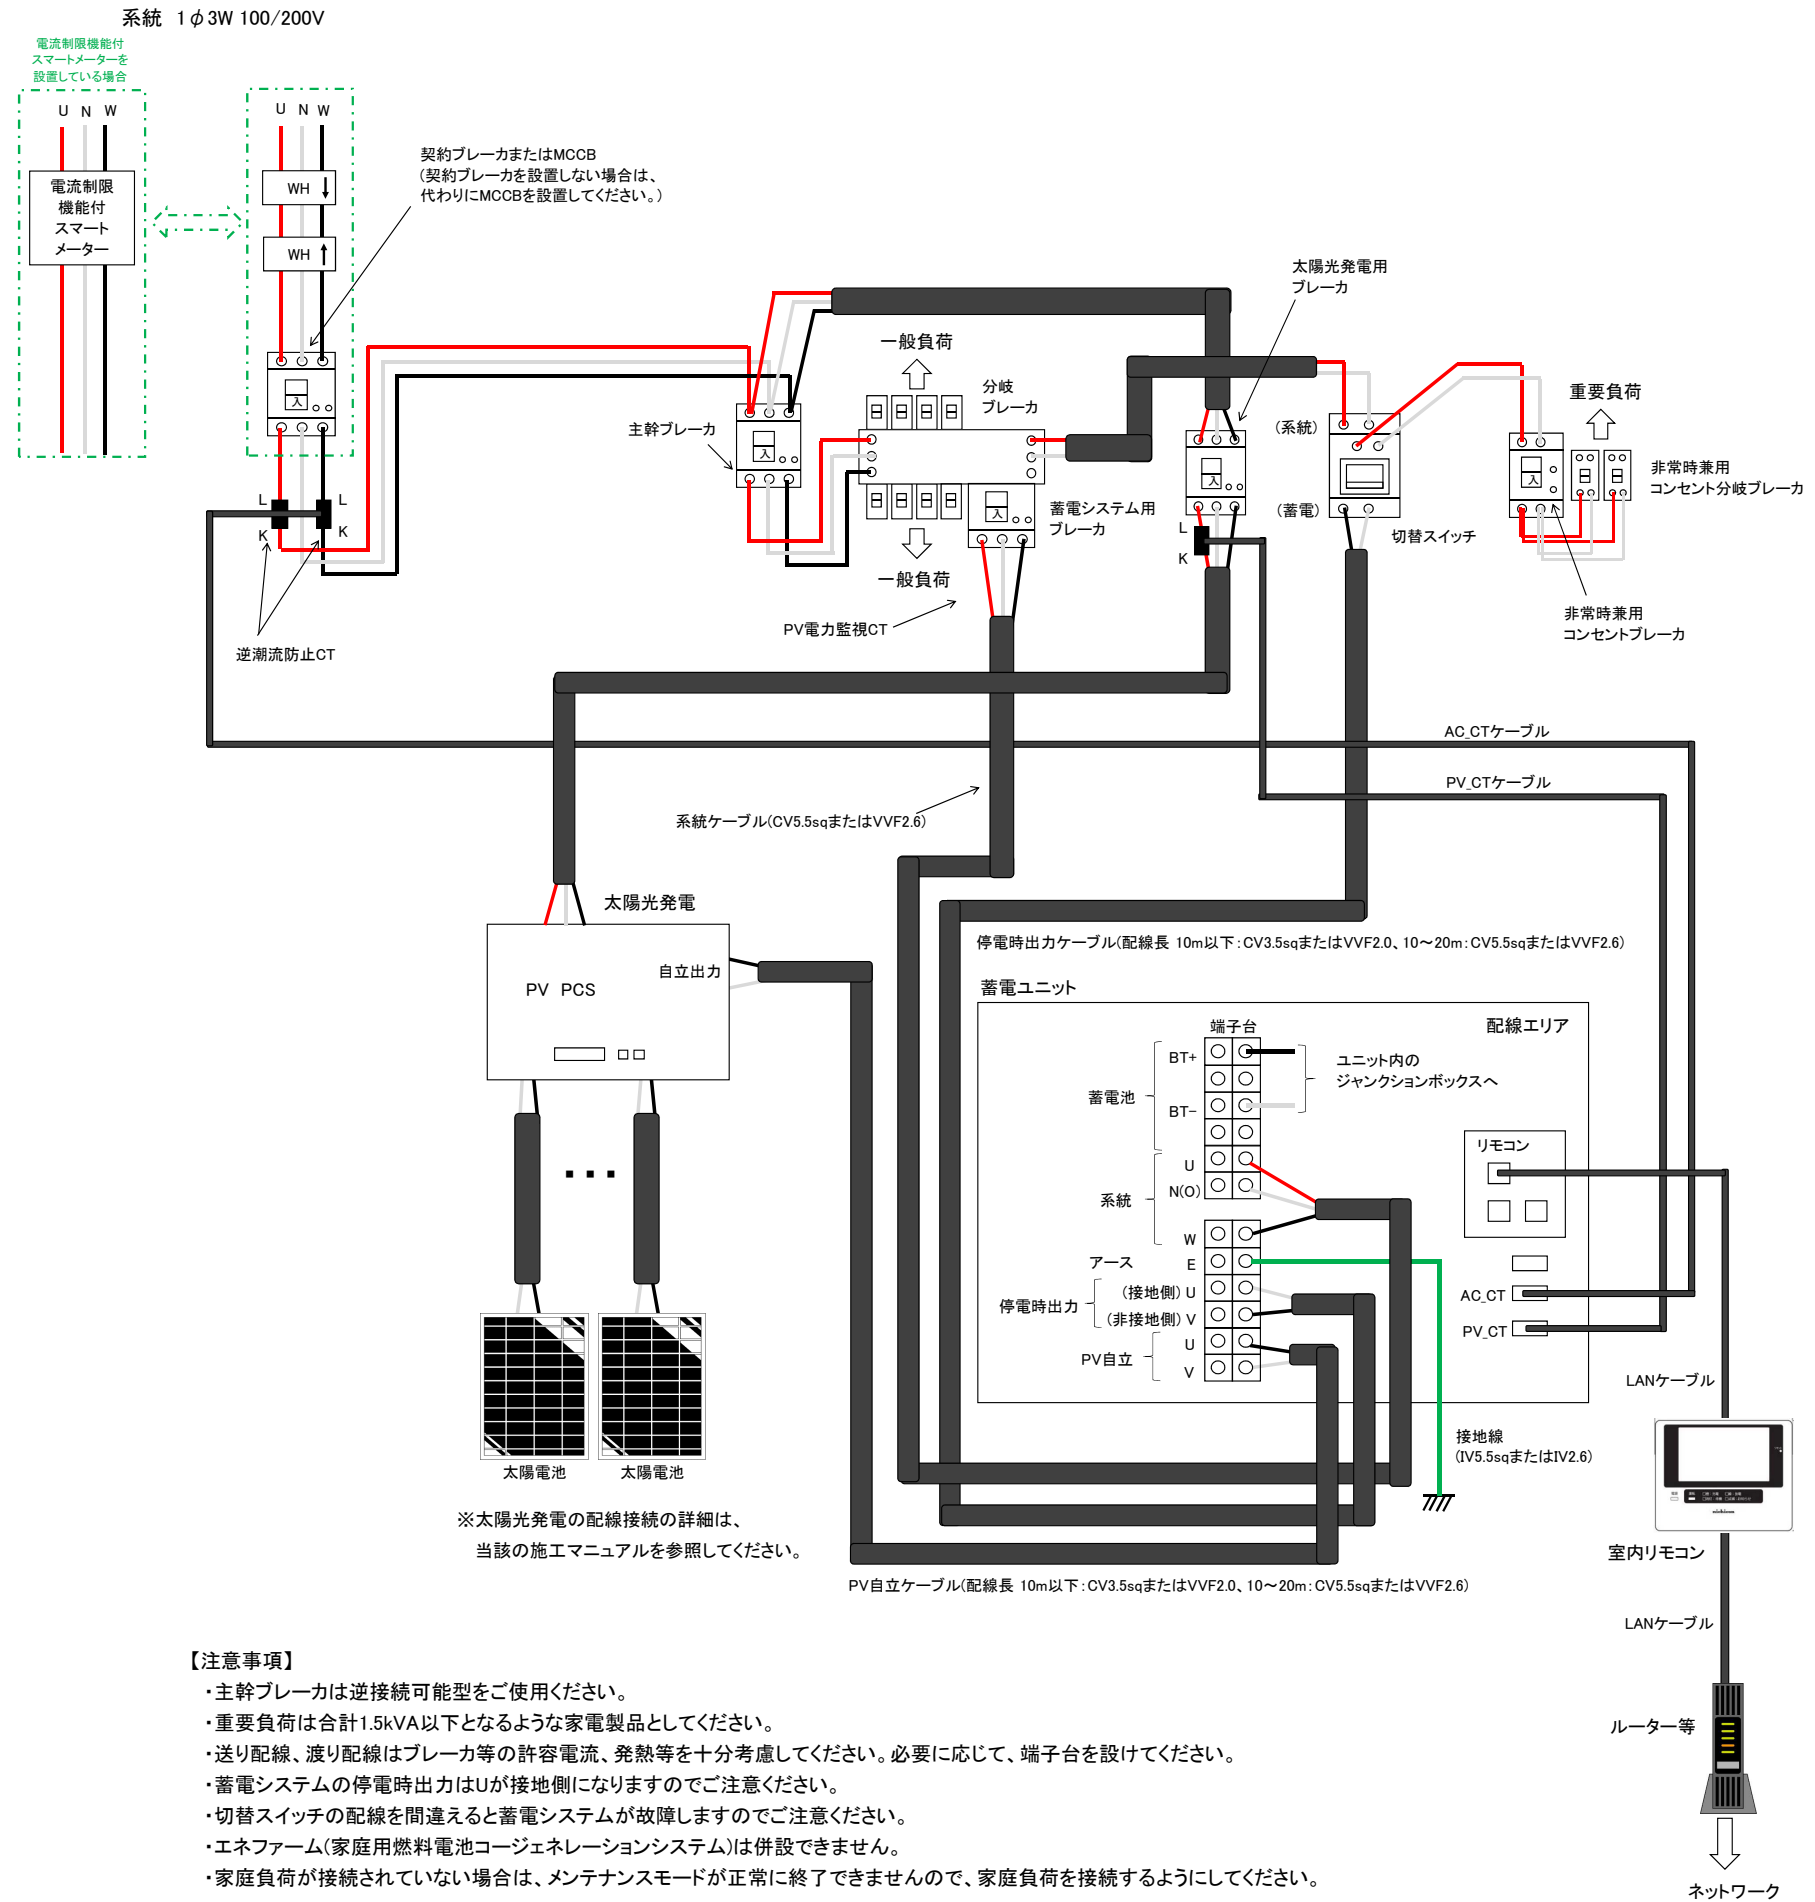 系統 1φ3W 100/200V
電流制限機能付
スマートメーターを
設置している場合
U N W
U N W
電流制限
機能付
スマート
メーター
WH
WH
契約ブレーカまたはMCCB
(契約ブレーカを設置しない場合は、
代わりにMCCBを設置してください。)
入
L
L
K
K
逆潮流防止CT
主幹ブレーカ
入
一般負荷
分岐
ブレーカ
一般負荷
入
蓄電システム用
ブレーカ
PV電力監視CT
太陽光発電用
ブレーカ
入
L
K
(系統)
(蓄電)
切替スイッチ
重要負荷
入
非常時兼用
コンセント分岐ブレーカ
非常時兼用
コンセントブレーカ
AC_CTケーブル
PV_CTケーブル
系統ケーブル(CV5.5sqまたはVVF2.6)
太陽光発電
自立出力
PV PCS
停電時出力ケーブル(配線長 10m以下:CV3.5sqまたはVVF2.0、10～20m:CV5.5sqまたはVVF2.6)
蓄電ユニット
端子台
配線エリア
BT+
ユニット内の
ジャンクションボックスへ
蓄電池
BT-
U
系統
N(O)
W
アース
E
停電時出力
(接地側) U
(非接地側) V
PV自立
U
V
リモコン
AC_CT
PV_CT
LANケーブル
接地線
(IV5.5sqまたはIV2.6)
太陽電池
太陽電池
※太陽光発電の配線接続の詳細は、
当該の施工マニュアルを参照してください。
室内リモコン
PV自立ケーブル(配線長 10m以下:CV3.5sqまたはVVF2.0、10～20m:CV5.5sqまたはVVF2.6)
LANケーブル
ルーター等
ネットワーク
【注意事項】
・主幹ブレーカは逆接続可能型をご使用ください。
・重要負荷は合計1.5kVA以下となるような家電製品としてください。
・送り配線、渡り配線はブレーカ等の許容電流、発熱等を十分考慮してください。必要に応じて、端子台を設けてください。
・蓄電システムの停電時出力はUが接地側になりますのでご注意ください。
・切替スイッチの配線を間違えると蓄電システムが故障しますのでご注意ください。
・エネファーム(家庭用燃料電池コージェネレーションシステム)は併設できません。
・家庭負荷が接続されていない場合は、メンテナンスモードが正常に終了できませんので、家庭負荷を接続するようにしてください。